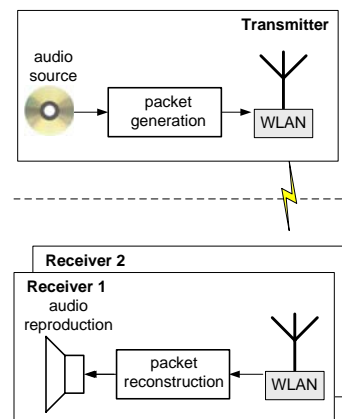 Transmitter
audio
source
packet
generation
WLAN
Receiver 2
Receiver 1
audio
reproduction
packet
reconstruction
WLAN